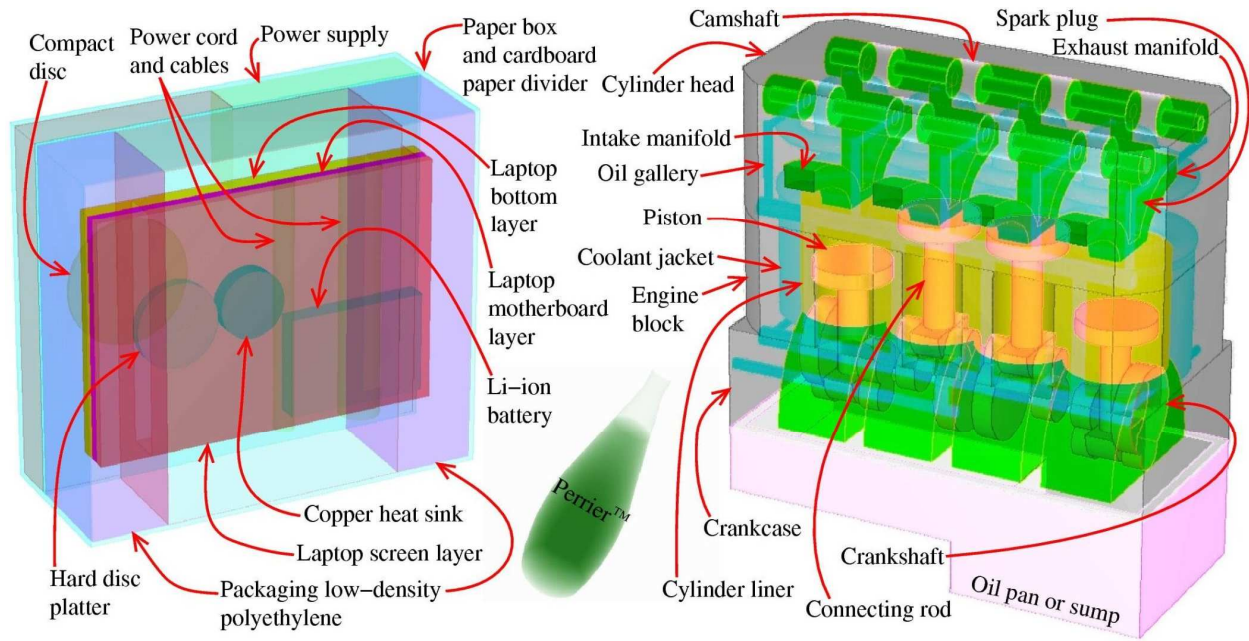 Compact
disc
Power cord
and cables
Power supply
Paper box
and cardboard
paper divider
Laptop
bottom
layer
Laptop
motherboard
layer
Li-ion
battery
Copper heat sink
Laptop screen layer
Hard disc
platter
Packaging low-density
polyethylene
Perrier™
Camshaft
Spark plug
Exhaust manifold
Cylinder head
Intake manifold
Oil gallery
Piston
Coolant jacket
Engine
block
Crankcase
Cylinder liner
Connecting rod
Crankshaft
Oil pan or sump